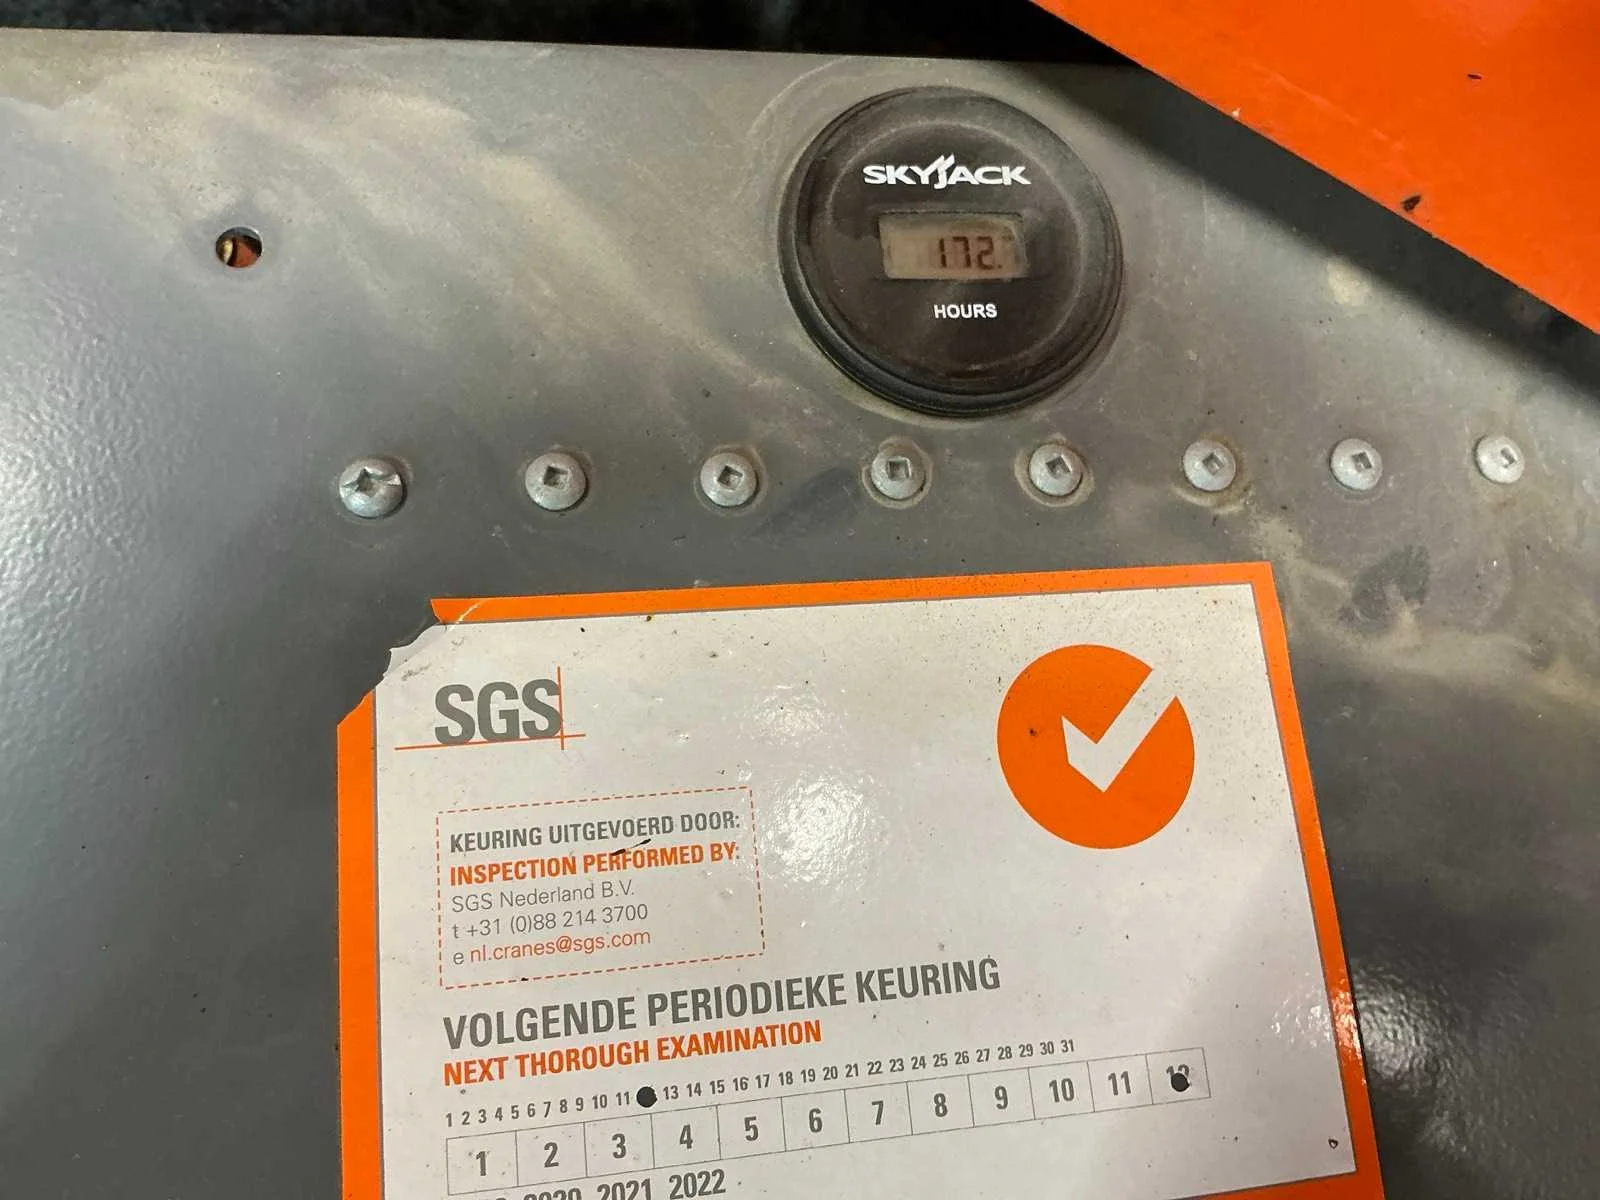 SKYJACK
172.
HOURS
SGS
KEURING UITGEVOERD DOOR:
INSPECTION PERFORMED BY:
SGS Nederland B.V.
t +31 (0)88 214 3700
e nl.cranes@sgs.com
VOLGENDE PERIODIEKE KEURING
NEXT THOROUGH EXAMINATION
1 2 3 4 5 6 7 8 9 10 11 13 14 15 16 17 18 19 20 21 22 23 24 25 26 27 28 29 30 31
1 2 3 4 5 6 7 8 9 10 11 12
2020 2021 2022